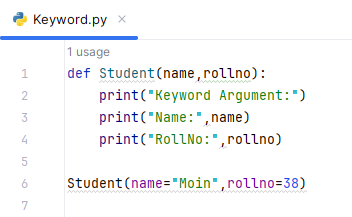 Keyword.py ×
1 usage
1 def Student(name,rollno):
2     print("Keyword Argument:")
3     print("Name:",name)
4     print("RollNo:",rollno)
5
6 Student(name="Moin",rollno=38)
7